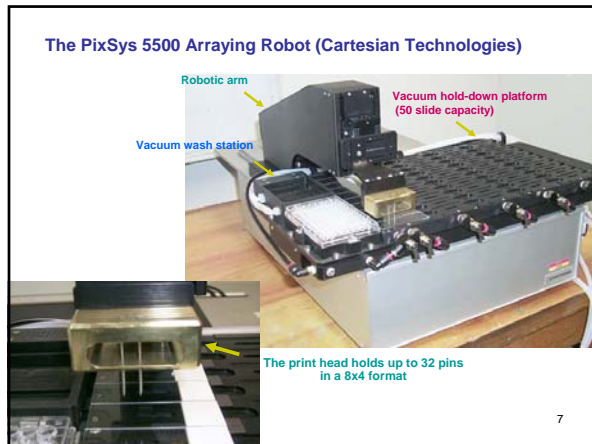 The PixSys 5500 Arraying Robot (Cartesian Technologies)
Robotic arm
Vacuum hold-down platform
(50 slide capacity)
Vacuum wash station
The print head holds up to 32 pins
in a 8x4 format
7